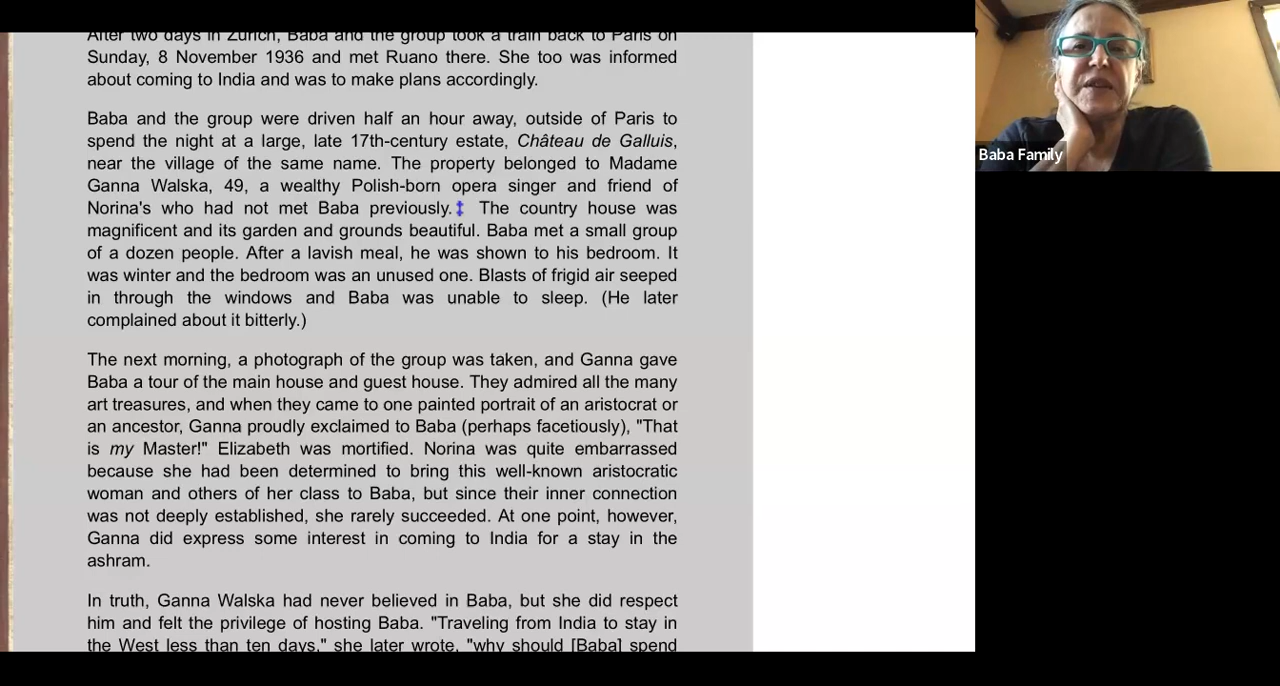 After two days in Zurich, Baba and the group took a train back to Paris on
Sunday, 8 November 1936 and met Ruano there. She too was informed
about coming to India and was to make plans accordingly.
Baba and the group were driven half an hour away, outside of Paris to
spend the night at a large, late 17th-century estate, Château de Galluis,
near the village of the same name. The property belonged to Madame
Ganna Walska, 49, a wealthy Polish-born opera singer and friend of
Norina's who had not met Baba previously.‡ The country house was
magnificent and its garden and grounds beautiful. Baba met a small group
of a dozen people. After a lavish meal, he was shown to his bedroom. It
was winter and the bedroom was an unused one. Blasts of frigid air seeped
in through the windows and Baba was unable to sleep. (He later
complained about it bitterly.)
The next morning, a photograph of the group was taken, and Ganna gave
Baba a tour of the main house and guest house. They admired all the many
art treasures, and when they came to one painted portrait of an aristocrat or
an ancestor, Ganna proudly exclaimed to Baba (perhaps facetiously), "That
is my Master!" Elizabeth was mortified. Norina was quite embarrassed
because she had been determined to bring this well-known aristocratic
woman and others of her class to Baba, but since their inner connection
was not deeply established, she rarely succeeded. At one point, however,
Ganna did express some interest in coming to India for a stay in the
ashram.
In truth, Ganna Walska had never believed in Baba, but she did respect
him and felt the privilege of hosting Baba. "Traveling from India to stay in
the West less than ten days," she later wrote, "why should [Baba] spend
Baba Family